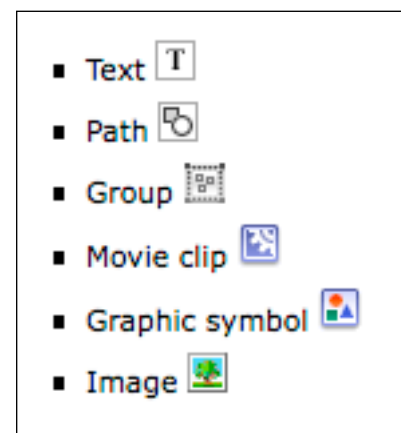 ▪ Text T
▪ Path
▪ Group
▪ Movie clip
▪ Graphic symbol
▪ Image